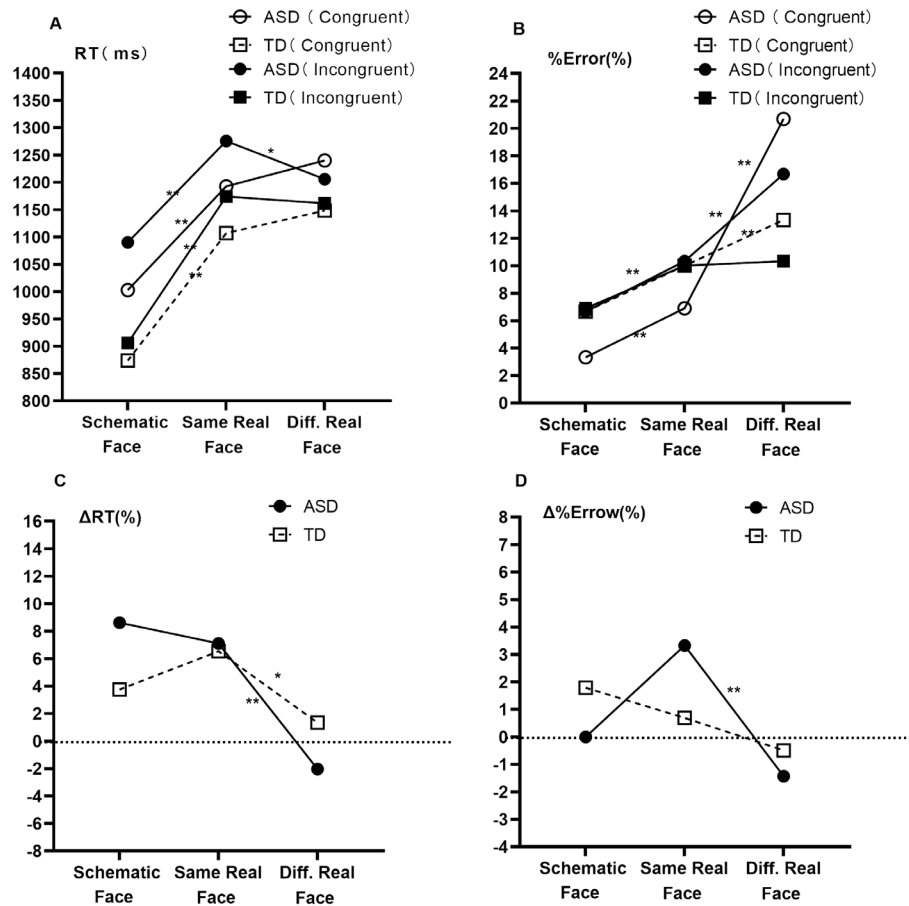 A
RT( ms)
ASD ( Congruent)
TD( Congruent)
ASD( Incongruent)
TD( Incongruent)
1400
1350
1300
1250
1200
1150
1100
1050
1000
950
900
850
800
*
**
**
**
**
Schematic Face
Same Real Face
Diff. Real Face
B
%Error(%)
ASD ( Congruent)
TD( Congruent)
ASD( Incongruent)
TD( Incongruent)
24
22
20
18
16
14
12
10
8
6
4
2
0
**
**
**
**
**
Schematic Face
Same Real Face
Diff. Real Face
C
ΔRT(%)
ASD
TD
16
14
12
10
8
6
4
2
0
-2
-4
-6
-8
*
**
Schematic Face
Same Real Face
Diff. Real Face
D
Δ%Errow(%)
ASD
TD
8
7
6
5
4
3
2
1
0
-1
-2
-3
-4
**
Schematic Face
Same Real Face
Diff. Real Face